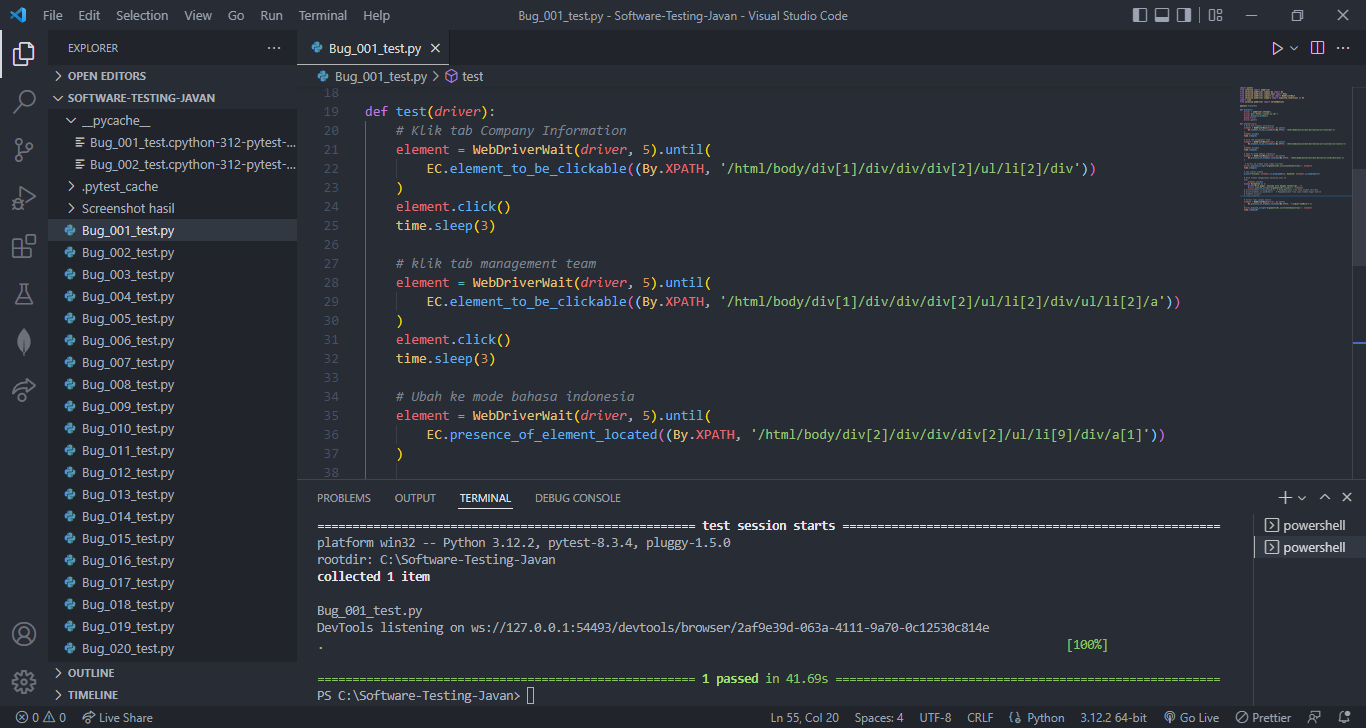 File Edit Selection View Go Run Terminal Help
Bug_001_test.py - Software-Testing-Javan - Visual Studio Code
EXPLORER
OPEN EDITORS
SOFTWARE-TESTING-JAVAN
__pycache__
Bug_001_test.cpython-312-pytest-...
Bug_002_test.cpython-312-pytest-...
.pytest_cache
Screenshot hasil
Bug_001_test.py
Bug_002_test.py
Bug_003_test.py
Bug_004_test.py
Bug_005_test.py
Bug_006_test.py
Bug_007_test.py
Bug_008_test.py
Bug_009_test.py
Bug_010_test.py
Bug_011_test.py
Bug_012_test.py
Bug_013_test.py
Bug_014_test.py
Bug_015_test.py
Bug_016_test.py
Bug_017_test.py
Bug_018_test.py
Bug_019_test.py
Bug_020_test.py
OUTLINE
TIMELINE
Bug_001_test.py
Bug_001_test.py > test
18
19 def test(driver):
20 # Klik tab Company Information
21 element = WebDriverWait(driver, 5).until(
22 EC.element_to_be_clickable((By.XPATH, '/html/body/div[1]/div/div/div[2]/ul/li[2]/div'))
23 )
24 element.click()
25 time.sleep(3)
26
27 # klik tab management team
28 element = WebDriverWait(driver, 5).until(
29 EC.element_to_be_clickable((By.XPATH, '/html/body/div[1]/div/div/div[2]/ul/li[2]/div/ul/li[2]/a'))
30 )
31 element.click()
32 time.sleep(3)
33
34 # Ubah ke mode bahasa indonesia
35 element = WebDriverWait(driver, 5).until(
36 EC.presence_of_element_located((By.XPATH, '/html/body/div[2]/div/div/div[2]/ul/li[9]/div/a[1]'))
37 )
38
PROBLEMS OUTPUT TERMINAL DEBUG CONSOLE
====================================================== test session starts ======================================================
platform win32 -- Python 3.12.2, pytest-8.3.4, pluggy-1.5.0
rootdir: C:\Software-Testing-Javan
collected 1 item
Bug_001_test.py
DevTools listening on ws://127.0.0.1:54493/devtools/browser/2af9e39d-063a-4111-9a70-0c12530c814e
. [100%]
====================================================== 1 passed in 41.69s =======================================================
PS C:\Software-Testing-Javan>
powershell
powershell
0 0 Live Share
Ln 55, Col 20 Spaces: 4 UTF-8 CRLF Python 3.12.2 64-bit Go Live Prettier